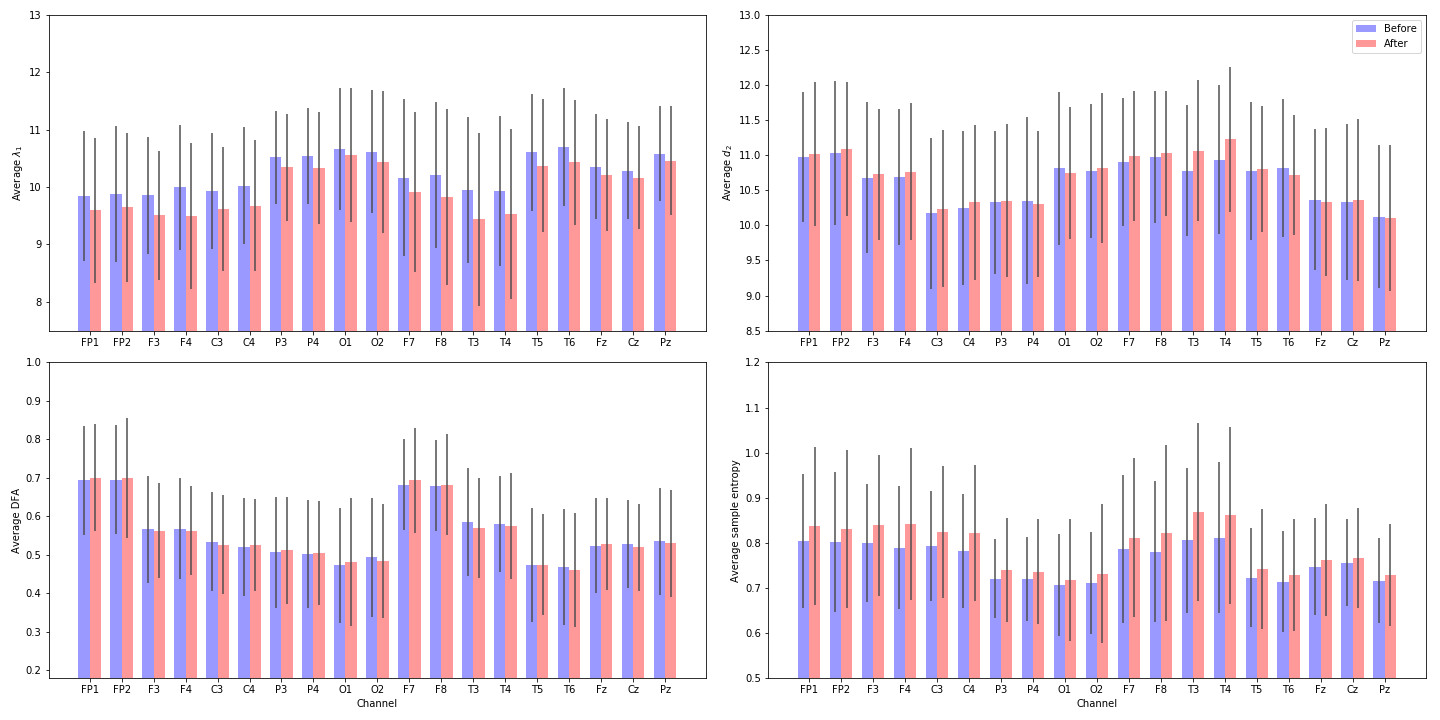 13
12
11
10
9
8
Average λ₁
FP1 FP2 F3 F4 C3 C4 P3 P4 O1 O2 F7 F8 T3 T4 T5 T6 Fz Cz Pz
13.0
12.5
12.0
11.5
11.0
10.5
10.0
9.5
9.0
8.5
Average d₂
Before
After
FP1 FP2 F3 F4 C3 C4 P3 P4 O1 O2 F7 F8 T3 T4 T5 T6 Fz Cz Pz
1.0
0.9
0.8
0.7
0.6
0.5
0.4
0.3
0.2
Average DFA
FP1 FP2 F3 F4 C3 C4 P3 P4 O1 O2 F7 F8 T3 T4 T5 T6 Fz Cz Pz
Channel
1.2
1.1
1.0
0.9
0.8
0.7
0.6
0.5
Average sample entropy
FP1 FP2 F3 F4 C3 C4 P3 P4 O1 O2 F7 F8 T3 T4 T5 T6 Fz Cz Pz
Channel